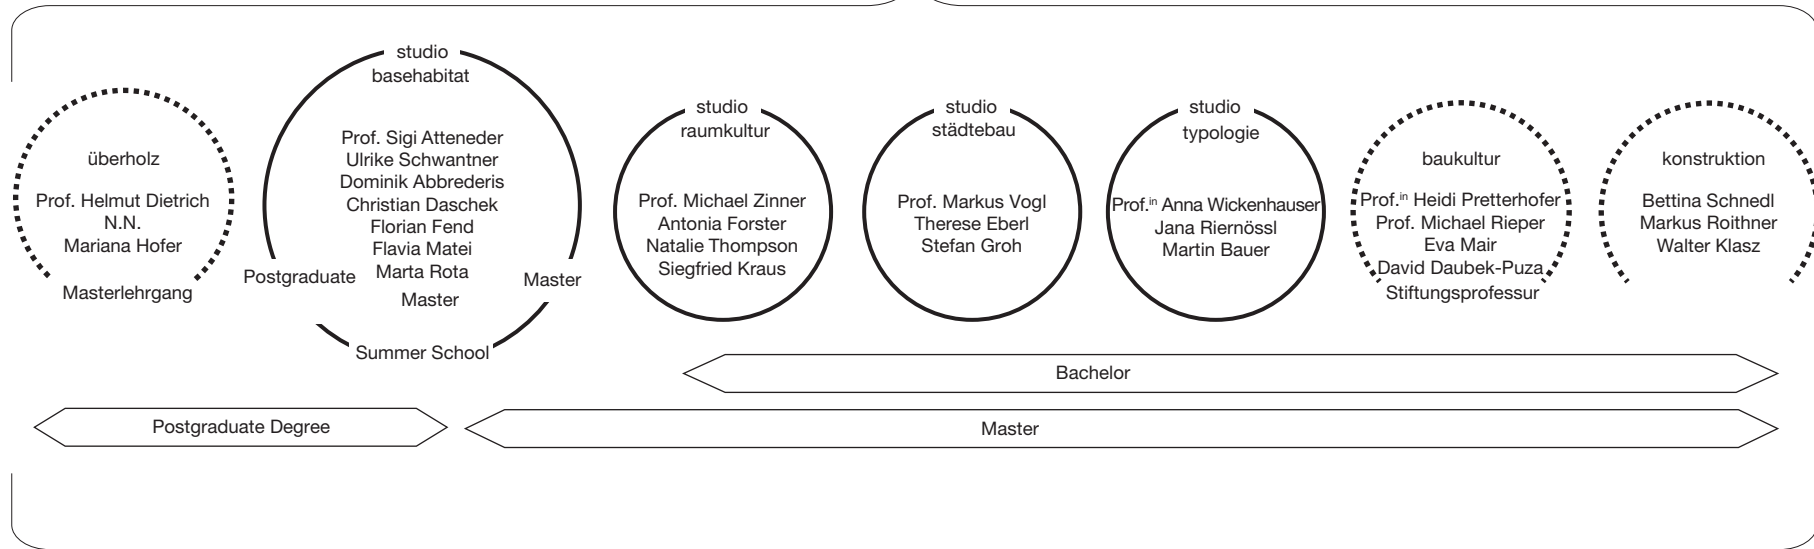 überholz
Prof. Helmut Dietrich
N.N.
Mariana Hofer
Masterlehrgang
studio
basehabitat
Prof. Sigi Atteneder
Ulrike Schwantner
Dominik Abbrederis
Christian Daschek
Florian Fend
Flavia Matei
Marta Rota
Postgraduate
Master
Master
Summer School
studio
raumkultur
Prof. Michael Zinner
Antonia Forster
Natalie Thompson
Siegfried Kraus
studio
städtebau
Prof. Markus Vogl
Therese Eberl
Stefan Groh
studio
typologie
Prof.in Anna Wickenhauser
Jana Riernössl
Martin Bauer
baukultur
Prof.in Heidi Pretterhofer
Prof. Michael Rieper
Eva Mair
David Daubek-Puza
Stiftungsprofessur
konstruktion
Bettina Schnedl
Markus Roithner
Walter Klasz
Bachelor
Postgraduate Degree
Master